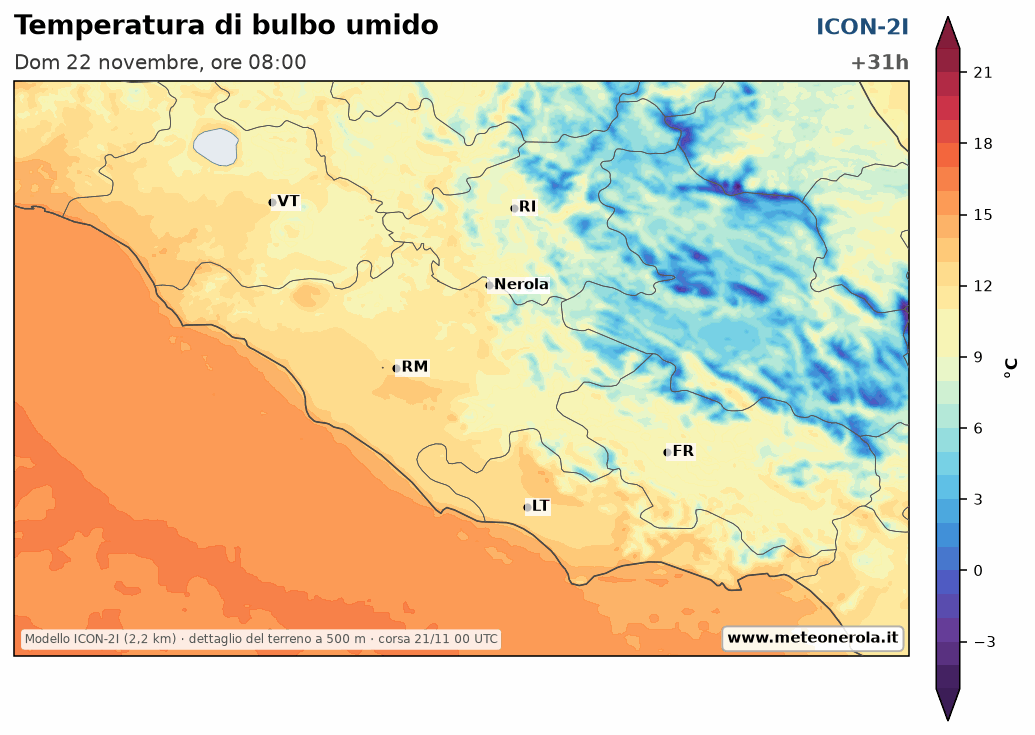 Temperatura di bulbo umido
ICON-2I
Dom 22 novembre, ore 08:00
+31h
VT
RI
Nerola
RM
FR
LT
Modello ICON-2I (2,2 km) · dettaglio del terreno a 500 m · corsa 21/11 00 UTC
www.meteonerola.it
21
18
15
12
9
6
3
0
−3
°C